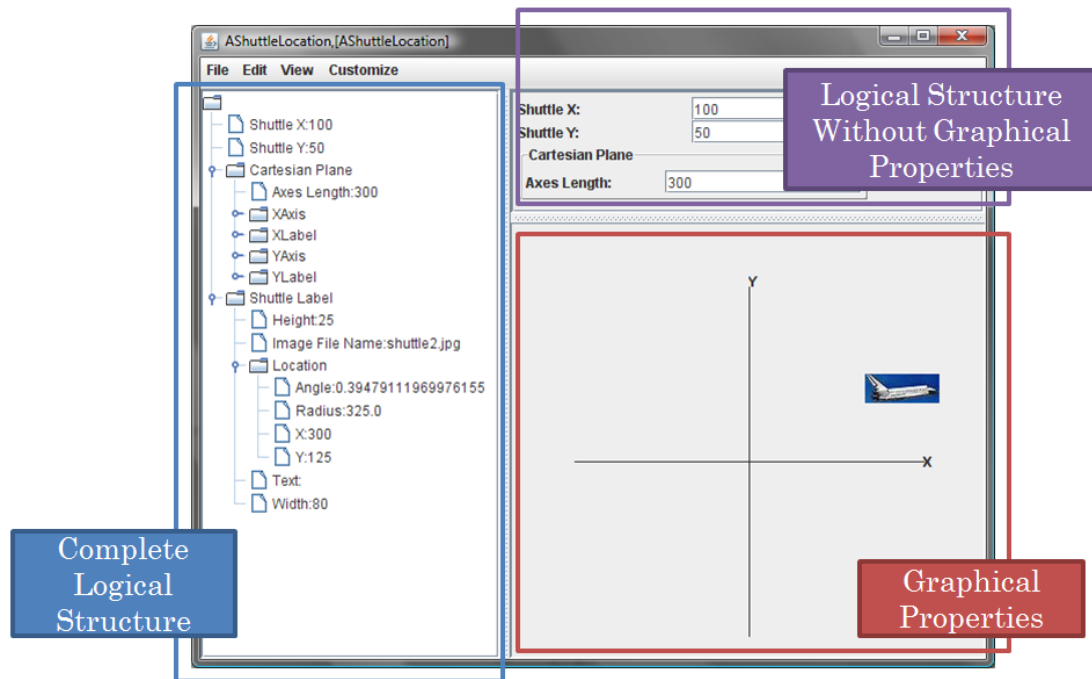 AShuttleLocation,[AShuttleLocation]
File Edit View Customize
Shuttle X:100
Shuttle Y:50
Cartesian Plane
Axes Length:300
XAxis
XLabel
YAxis
YLabel
Shuttle Label
Height:25
Image File Name:shuttle2.jpg
Location
Angle:0.39479111969976155
Radius:325.0
X:300
Y:125
Text:
Width:80
Complete
Logical
Structure
Shuttle X: 100
Shuttle Y: 50
Cartesian Plane
Axes Length: 300
Logical Structure
Without Graphical
Properties
Y
X
Graphical
Properties